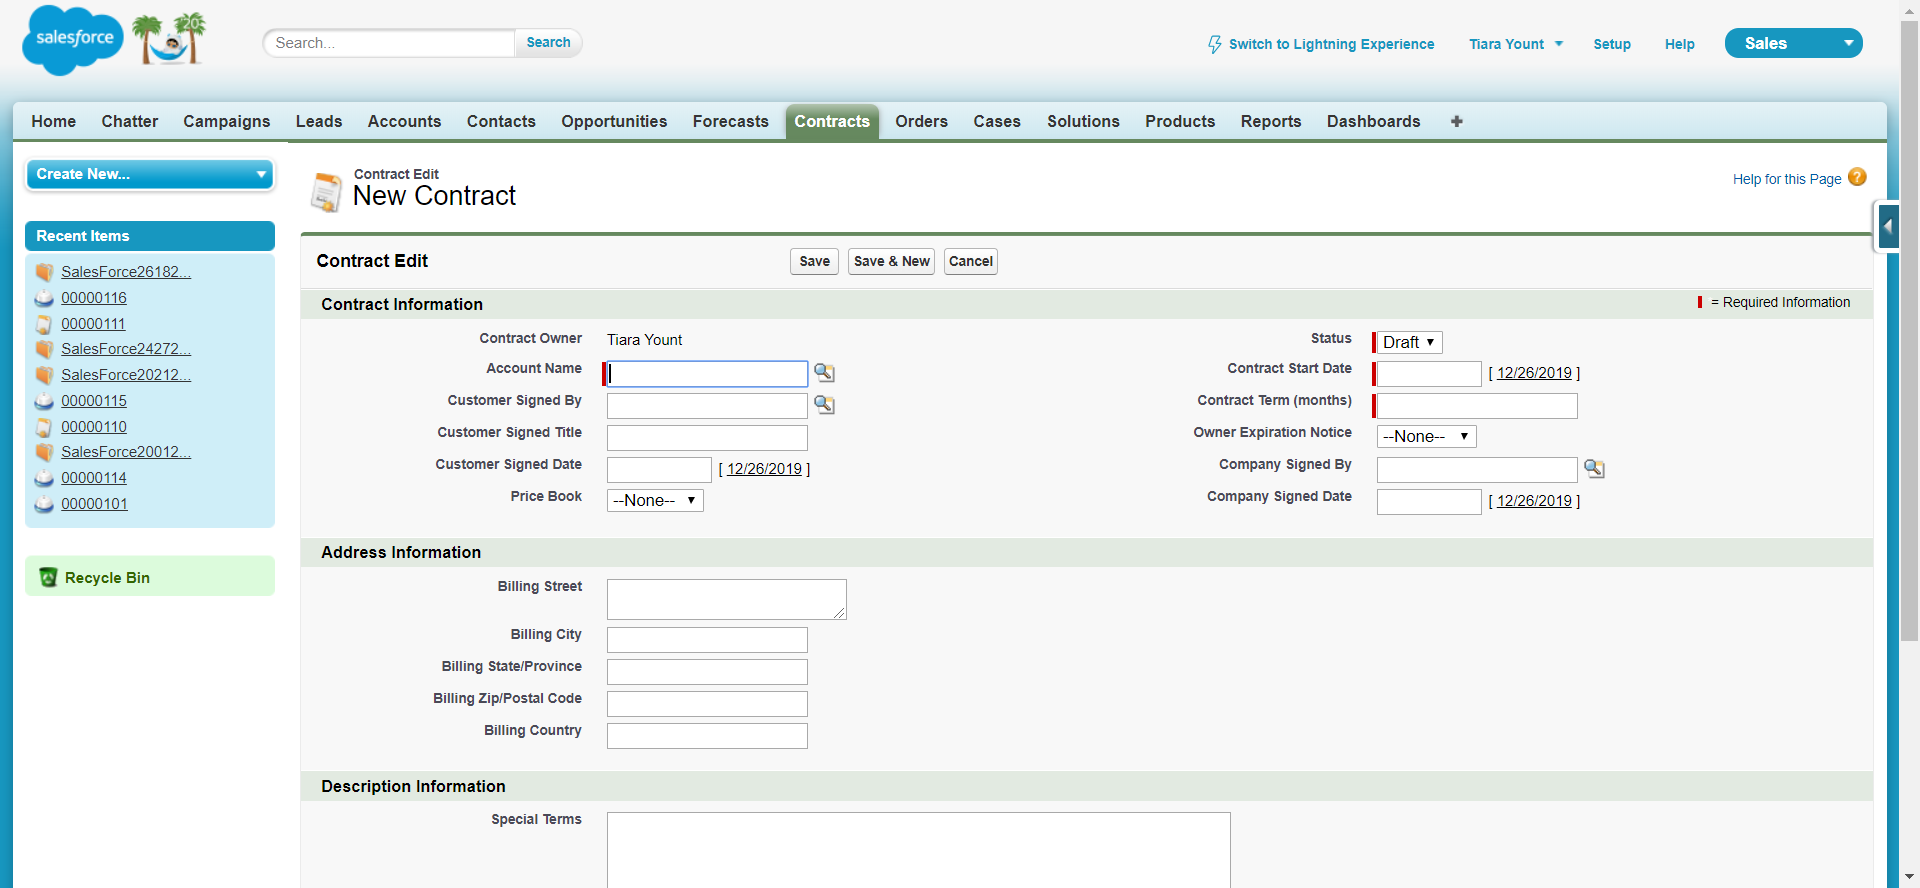 salesforce
20
Search...
Search
Switch to Lightning Experience
Tiara Yount
Setup
Help
Sales
Home
Chatter
Campaigns
Leads
Accounts
Contacts
Opportunities
Forecasts
Contracts
Orders
Cases
Solutions
Products
Reports
Dashboards
+
Create New...
Recent Items
SalesForce26182...
00000116
00000111
SalesForce24272...
SalesForce20212...
00000115
00000110
SalesForce20012...
00000114
00000101
Recycle Bin
Contract Edit
New Contract
Help for this Page ?
Contract Edit
Save
Save & New
Cancel
Contract Information
= Required Information
Contract Owner Tiara Yount
Status Draft
Account Name
Contract Start Date [ 12/26/2019 ]
Customer Signed By
Contract Term (months)
Customer Signed Title
Owner Expiration Notice --None--
Customer Signed Date [ 12/26/2019 ]
Company Signed By
Price Book --None--
Company Signed Date [ 12/26/2019 ]
Address Information
Billing Street
Billing City
Billing State/Province
Billing Zip/Postal Code
Billing Country
Description Information
Special Terms